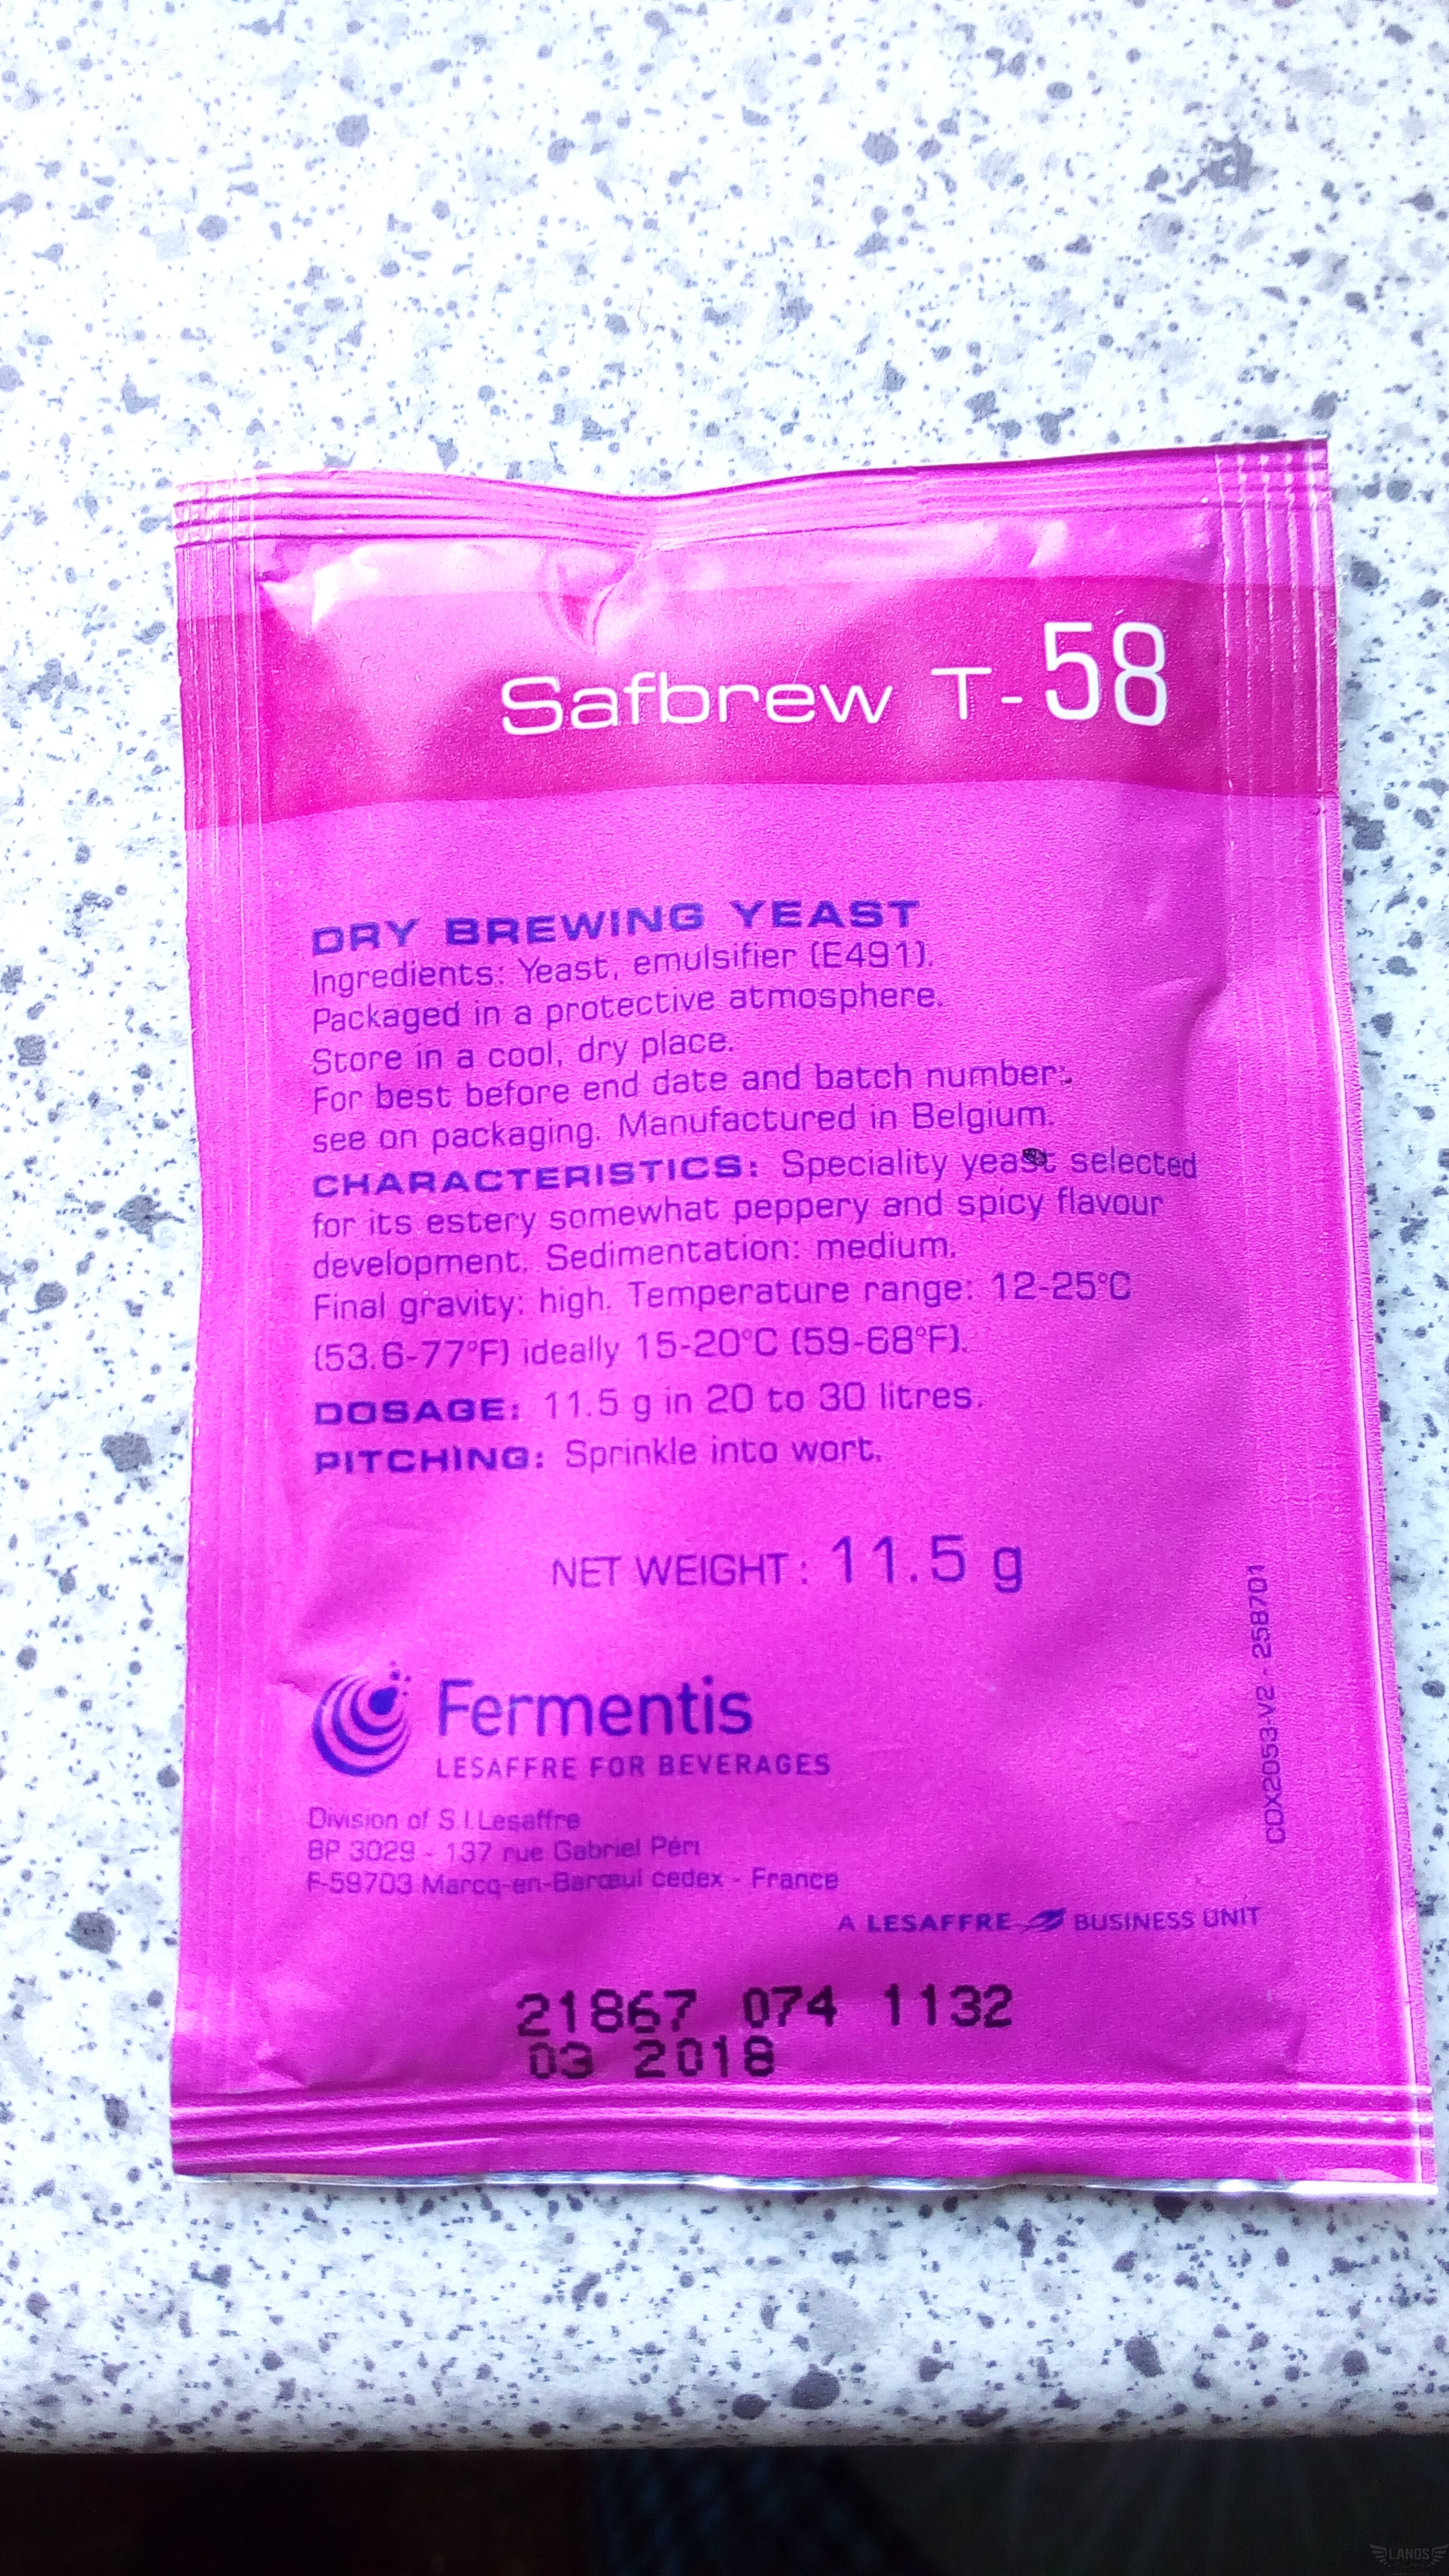 Safbrew T-58
DRY BREWING YEAST
Ingredients: Yeast, emulsifier (E491).
Packaged in a protective atmosphere.
Store in a cool, dry place.
For best before end date and batch number:
see on packaging. Manufactured in Belgium.
CHARACTERISTICS: Speciality yeast selected
for its estery somewhat peppery and spicy flavour
development. Sedimentation: medium.
Final gravity: high. Temperature range: 12-25°C
(53.6-77°F) ideally 15-20°C (59-68°F).
DOSAGE: 11.5 g in 20 to 30 litres.
PITCHING: Sprinkle into wort.
NET WEIGHT : 11.5 g
CDX2053-V2 - 258701
Fermentis
LESAFFRE FOR BEVERAGES
Division of S.I.Lesaffre
BP 3029 - 137 rue Gabriel Péri
F-59703 Marcq-en-Barœul cedex - France
A LESAFFRE BUSINESS UNIT
21867 074 1132
03 2018
LANDS